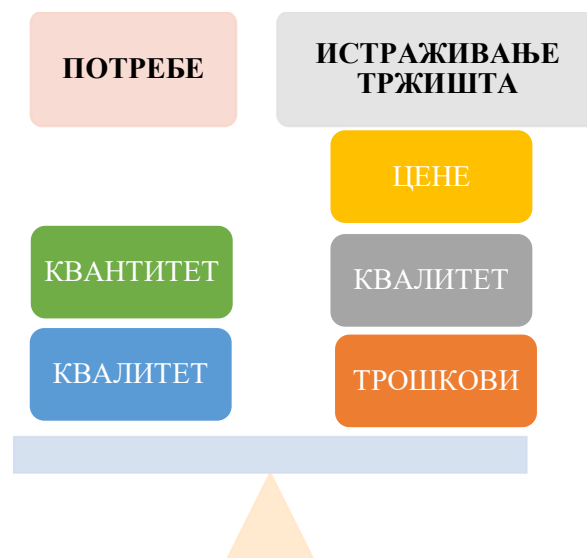 ПОТРЕБЕ
ИСТРАЖИВАЊЕ
ТРЖИШТА
ЦЕНЕ
КВАНТИТЕТ
КВАЛИТЕТ
КВАЛИТЕТ
ТРОШКОВИ